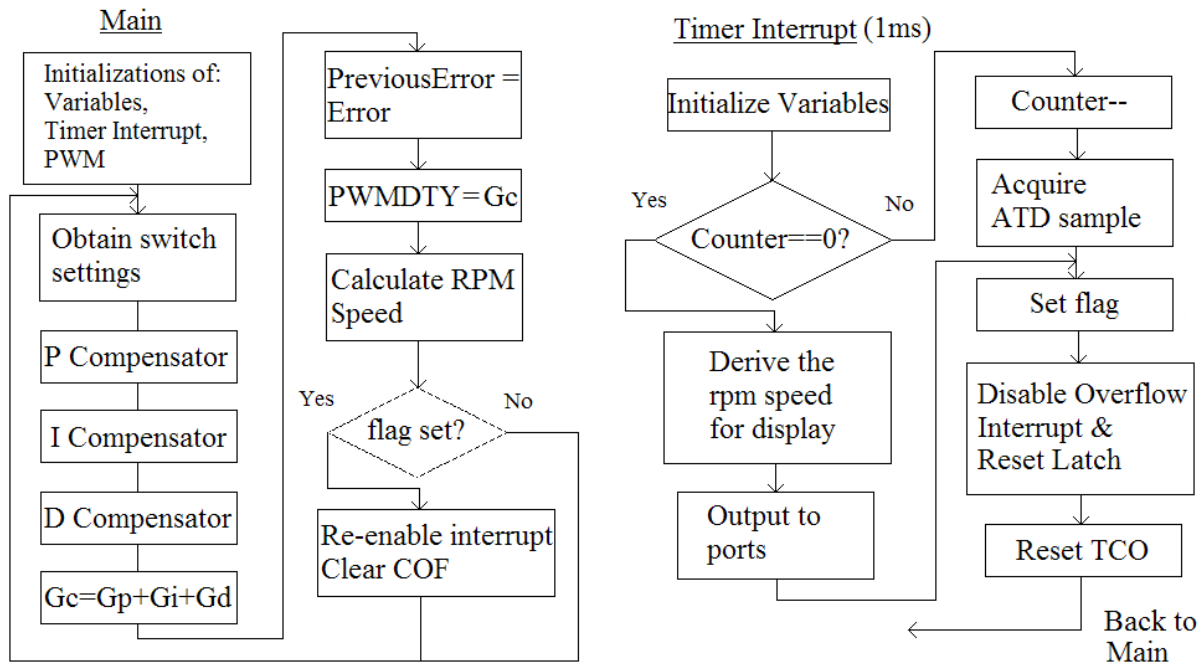 Main
Initializations of:
Variables,
Timer Interrupt,
PWM
Obtain switch
settings
P Compensator
I Compensator
D Compensator
Gc=Gp+Gi+Gd
PreviousError =
Error
PWMDTY=Gc
Calculate RPM
Speed
Yes
No
flag set?
Re-enable interrupt
Clear COF
Timer Interrupt (1ms)
Initialize Variables
Yes
No
Counter==0?
Derive the
rpm speed
for display
Output to
ports
Counter--
Acquire
ATD sample
Set flag
Disable Overflow
Interrupt &
Reset Latch
Reset TCO
Back to
Main